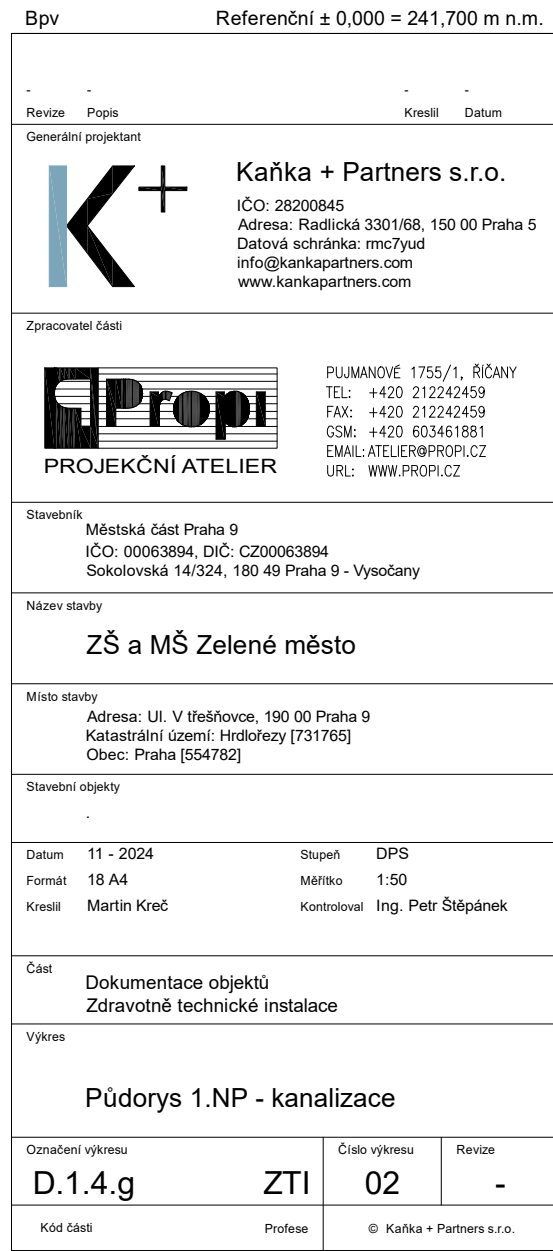 Bpv Referenční ± 0,000 = 241,700 m n.m.
- - - -
Revize Popis Kreslil Datum
Generální projektant
K+
Kaňka + Partners s.r.o.
IČO: 28200845
Adresa: Radlická 3301/68, 150 00 Praha 5
Datová schránka: rmc7yud
info@kankapartners.com
www.kankapartners.com
Zpracovatel části
Propi
PROJEKČNÍ ATELIER
PUJMANOVÉ 1755/1, ŘÍČANY
TEL: +420 212242459
FAX: +420 212242459
GSM: +420 603461881
EMAIL: ATELIER@PROPI.CZ
URL: WWW.PROPI.CZ
Stavebník
Městská část Praha 9
IČO: 00063894, DIČ: CZ00063894
Sokolovská 14/324, 180 49 Praha 9 - Vysočany
Název stavby
ZŠ a MŠ Zelené město
Místo stavby
Adresa: Ul. V třešňovce, 190 00 Praha 9
Katastrální území: Hrdlořezy [731765]
Obec: Praha [554782]
Stavební objekty
.
Datum 11 - 2024 Stupeň DPS
Formát 18 A4 Měřítko 1:50
Kreslil Martin Kreč Kontroloval Ing. Petr Štěpánek
Část
Dokumentace objektů
Zdravotně technické instalace
Výkres
Půdorys 1.NP - kanalizace
Označení výkresu Číslo výkresu Revize
D.1.4.g ZTI 02 -
Kód části Profese © Kaňka + Partners s.r.o.